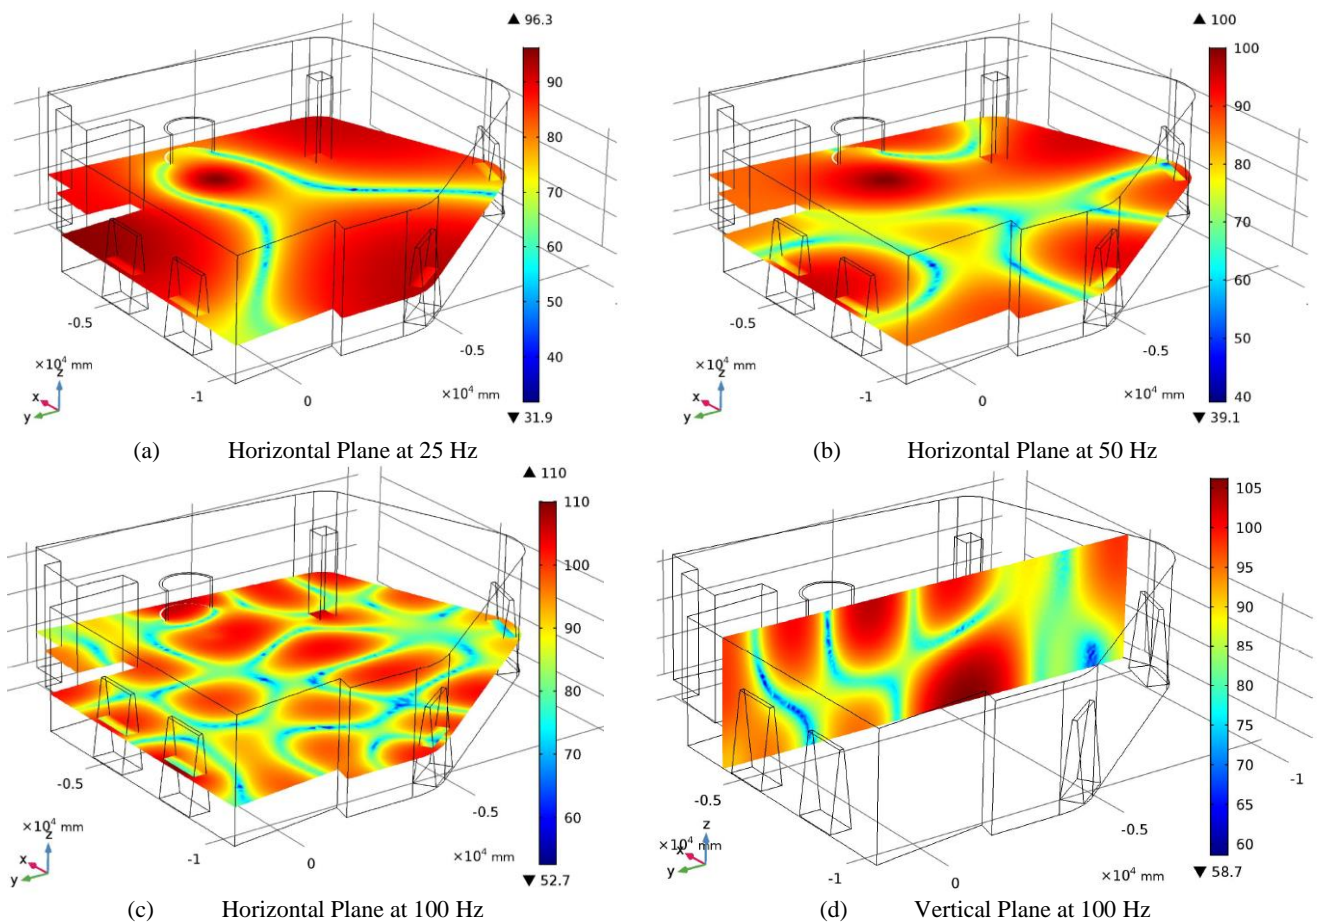 ▲ 96.3
90
80
70
60
50
40
▼ 31.9
-0.5
×10⁴ mm
-1
0
-0.5
×10⁴ mm
z
x
y
(a) Horizontal Plane at 25 Hz
▲ 100
100
90
80
70
60
50
40
▼ 39.1
-0.5
×10⁴ mm
-1
0
-0.5
×10⁴ mm
z
x
y
(b) Horizontal Plane at 50 Hz
▲ 110
110
100
90
80
70
60
▼ 52.7
-0.5
×10⁴ mm
-1
0
-0.5
×10⁴ mm
z
x
y
(c) Horizontal Plane at 100 Hz
105
100
95
90
85
80
75
70
65
60
▼ 58.7
-1
-0.5
×10⁴ mm
-1
0
-0.5
×10⁴ mm
z
x
y
(d) Vertical Plane at 100 Hz